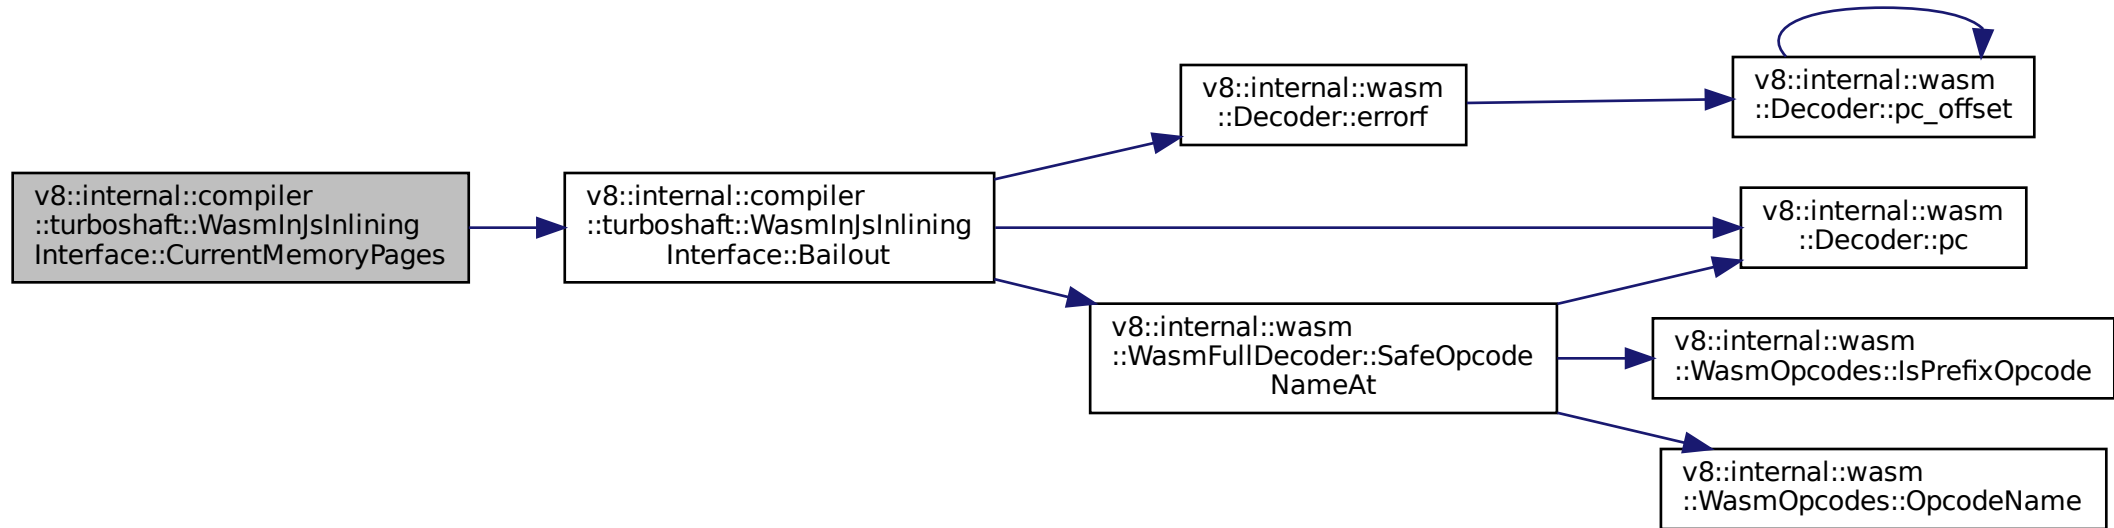 v8::internal::compiler
::turboshaft::WasmInJsInlining
Interface::CurrentMemoryPages
v8::internal::compiler
::turboshaft::WasmInJsInlining
Interface::Bailout
v8::internal::wasm
::Decoder::errorf
v8::internal::wasm
::Decoder::pc_offset
v8::internal::wasm
::Decoder::pc
v8::internal::wasm
::WasmFullDecoder::SafeOpcode
NameAt
v8::internal::wasm
::WasmOpcodes::IsPrefixOpcode
v8::internal::wasm
::WasmOpcodes::OpcodeName